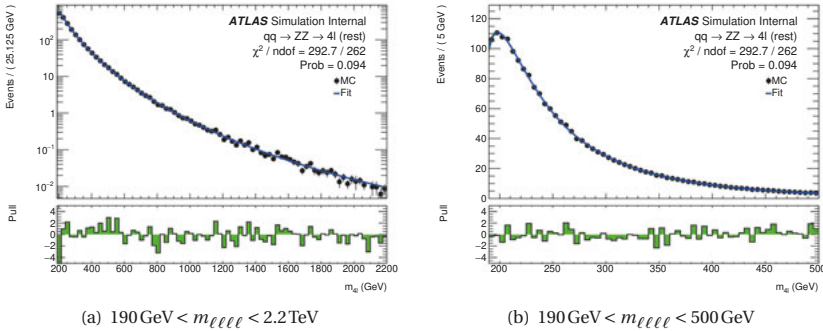 ATLAS Simulation Internal
qq → ZZ → 4l (rest)
χ² / ndof = 292.7 / 262
Prob = 0.094
MC
Fit
Events / ( 25.125 GeV )
10²
10
1
10⁻¹
10⁻²
Pull
4
2
0
−2
−4
200 400 600 800 1000 1200 1400 1600 1800 2000 2200
m4l (GeV)
(a) 190 GeV < mℓℓℓℓ < 2.2 TeV
ATLAS Simulation Internal
qq → ZZ → 4l (rest)
χ² / ndof = 292.7 / 262
Prob = 0.094
MC
Fit
Events / ( 5 GeV )
120
100
80
60
40
20
0
Pull
4
2
0
−2
−4
200 250 300 350 400 450 500
m4l (GeV)
(b) 190 GeV < mℓℓℓℓ < 500 GeV